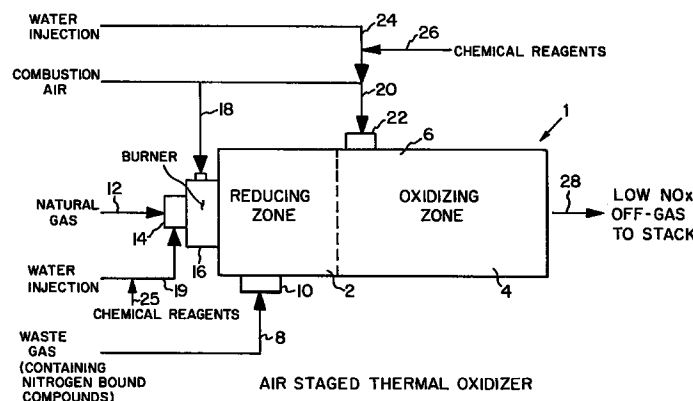 WATER
INJECTION
24
26
CHEMICAL REAGENTS
COMBUSTION
AIR
20
18
22
6
1
BURNER
12
NATURAL
GAS
14
REDUCING
ZONE
OXIDIZING
ZONE
28
LOW NOx
OFF-GAS
TO STACK
16
WATER
INJECTION
25
19
CHEMICAL REAGENTS
10
2
4
8
WASTE
GAS
(CONTAINING
NITROGEN BOUND
COMPOUNDS)
AIR STAGED THERMAL OXIDIZER